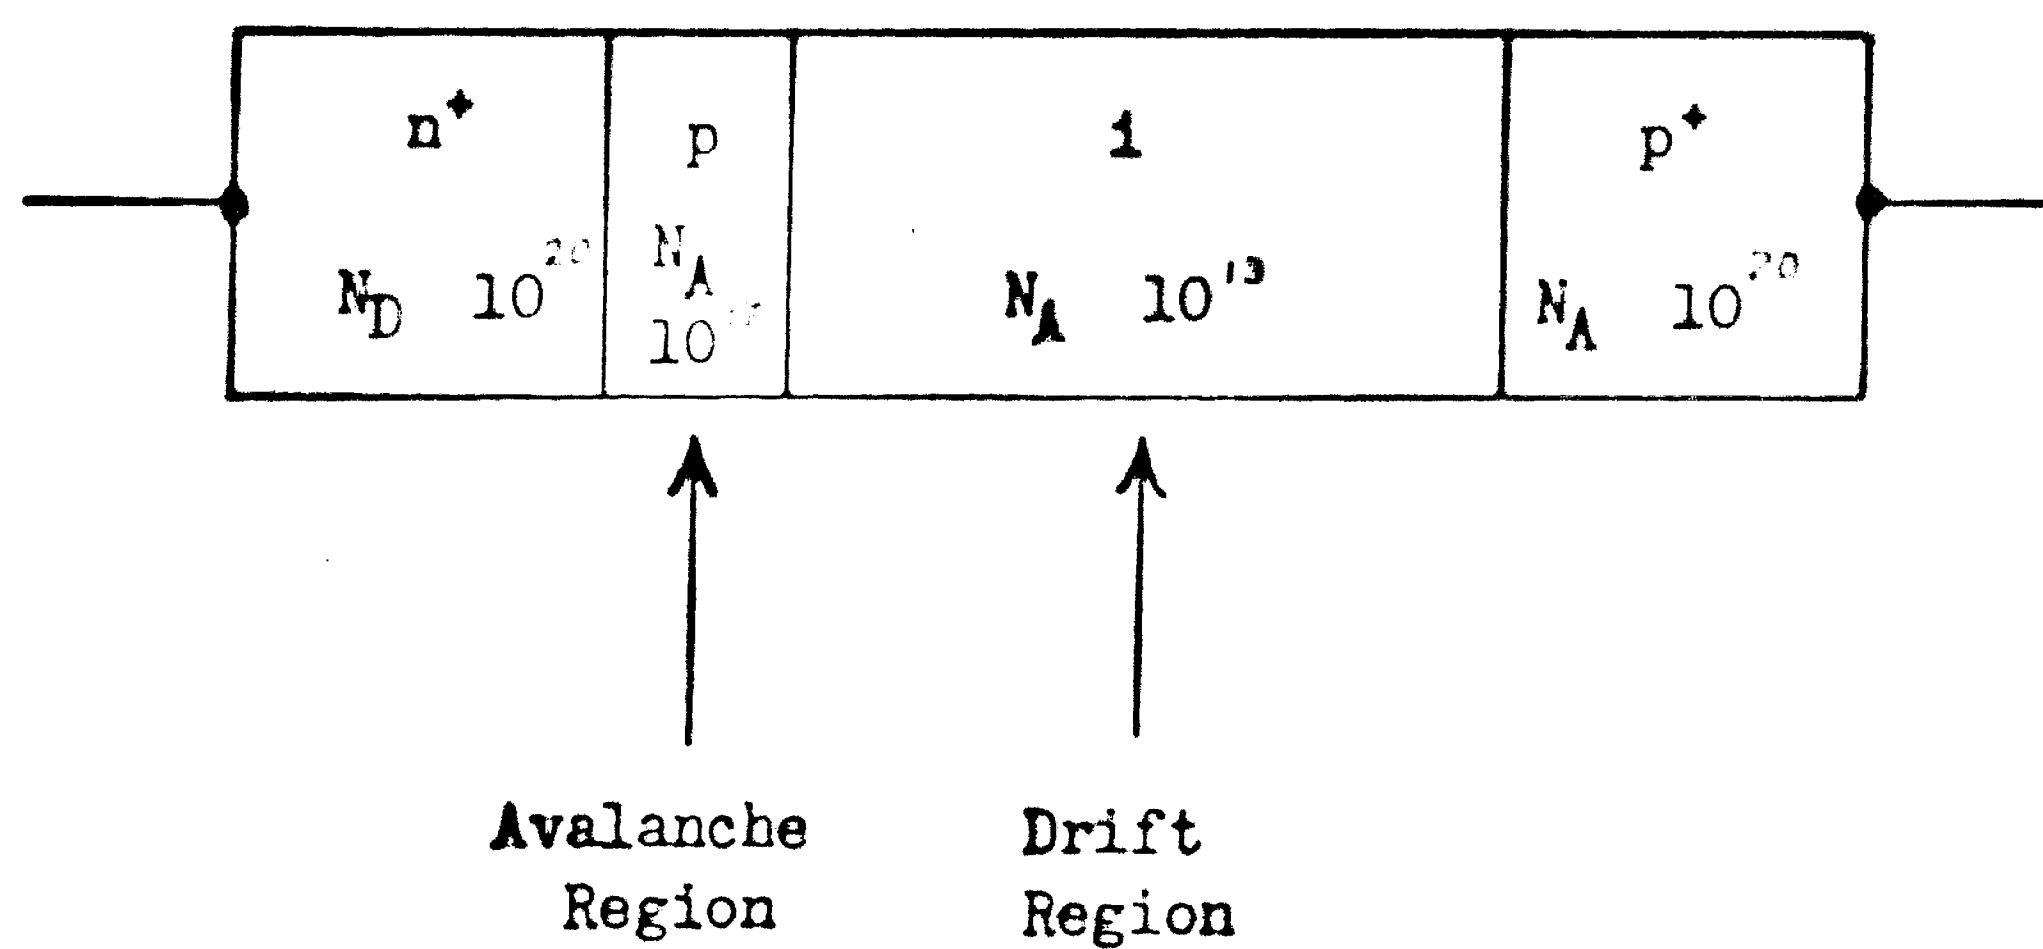 n⁺ p i p⁺
N_D 10²⁰ N_A 10 N_A 10¹³ N_A 10²⁰
Avalanche Drift
Region Region